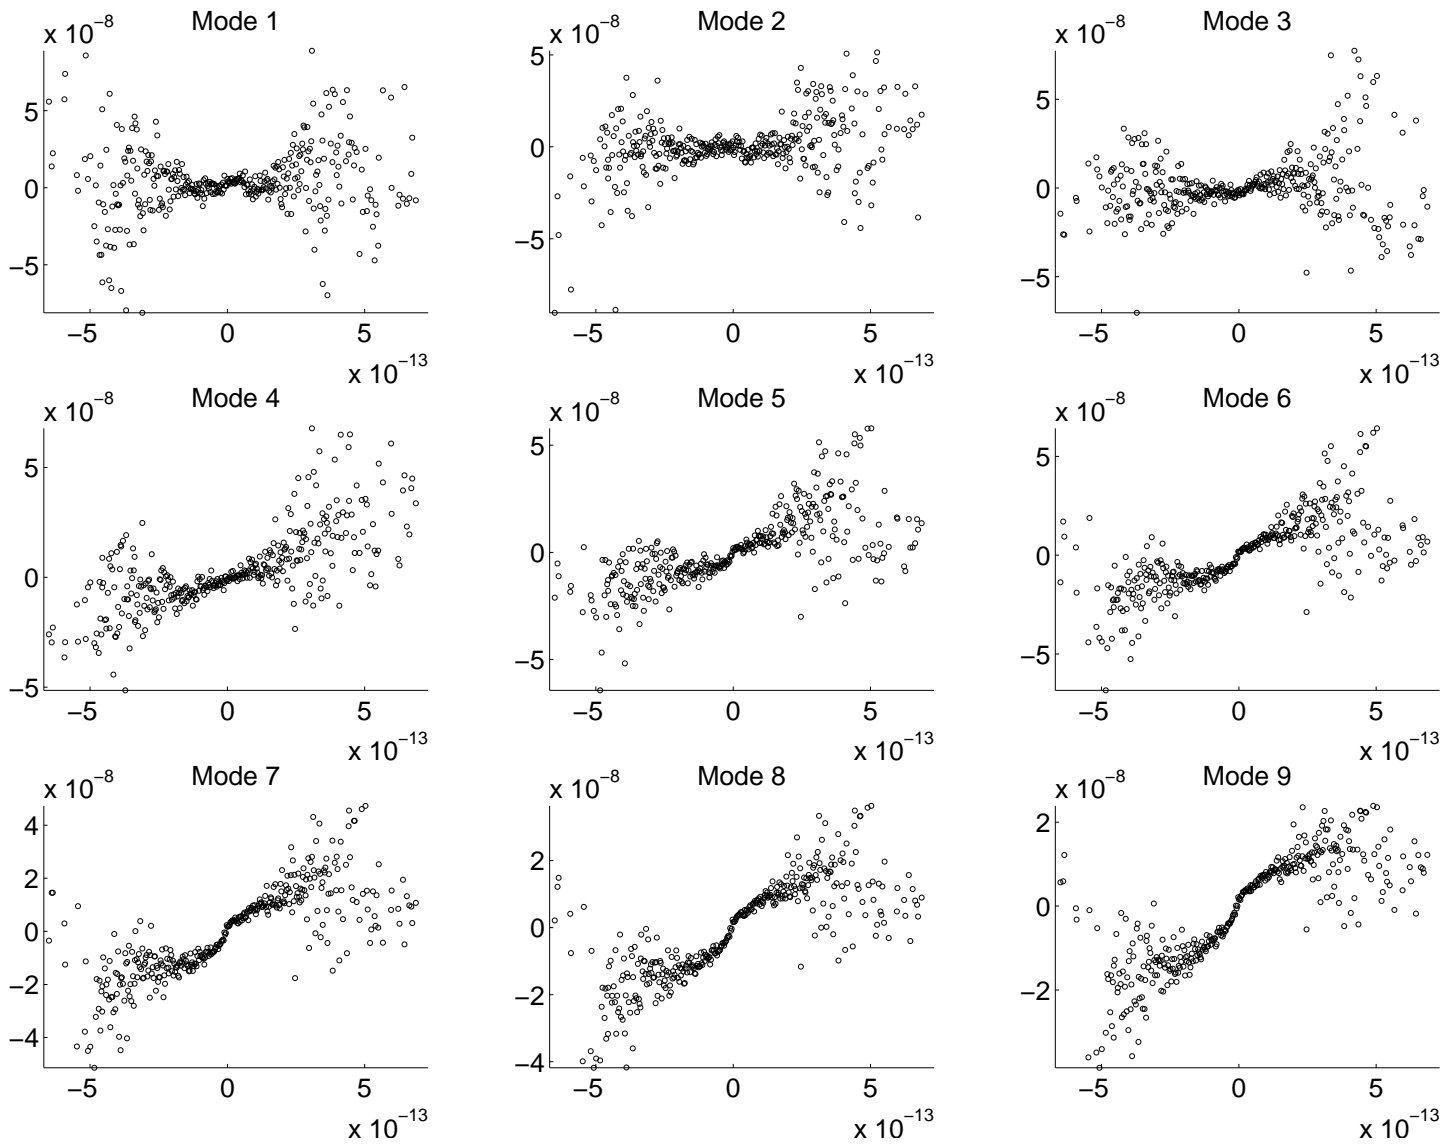 x 10⁻⁸ Mode 1
5
0
−5
−5 0 5
x 10⁻¹³
x 10⁻⁸ Mode 2
5
0
−5
−5 0 5
x 10⁻¹³
x 10⁻⁸ Mode 3
5
0
−5
−5 0 5
x 10⁻¹³
x 10⁻⁸ Mode 4
5
0
−5
−5 0 5
x 10⁻¹³
x 10⁻⁸ Mode 5
5
0
−5
−5 0 5
x 10⁻¹³
x 10⁻⁸ Mode 6
5
0
−5
−5 0 5
x 10⁻¹³
x 10⁻⁸ Mode 7
4
2
0
−2
−4
−5 0 5
x 10⁻¹³
x 10⁻⁸ Mode 8
2
0
−2
−4
−5 0 5
x 10⁻¹³
x 10⁻⁸ Mode 9
2
0
−2
−5 0 5
x 10⁻¹³